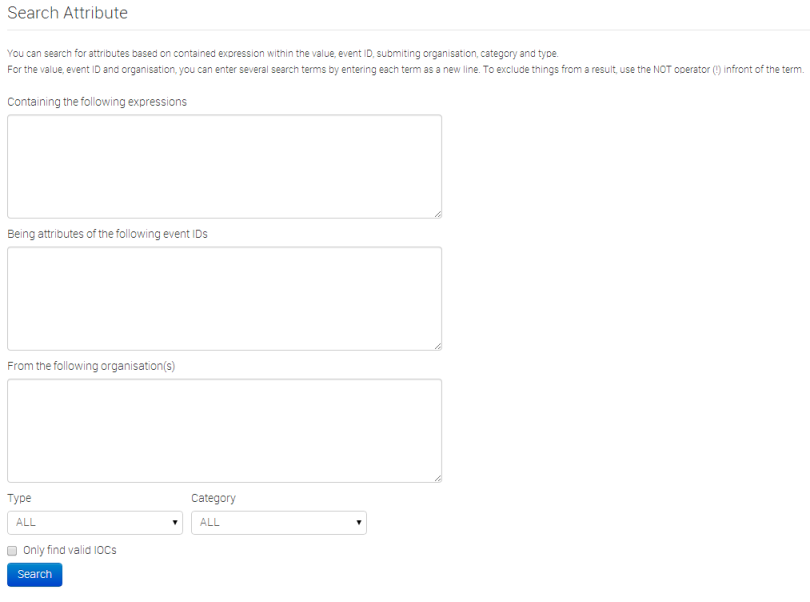 Search Attribute
You can search for attributes based on contained expression within the value, event ID, submiting organisation, category and type.
For the value, event ID and organisation, you can enter several search terms by entering each term as a new line. To exclude things from a result, use the NOT operator (!) infront of the term.
Containing the following expressions
Being attributes of the following event IDs
From the following organisation(s)
Type Category
ALL ALL
Only find valid IOCs
Search